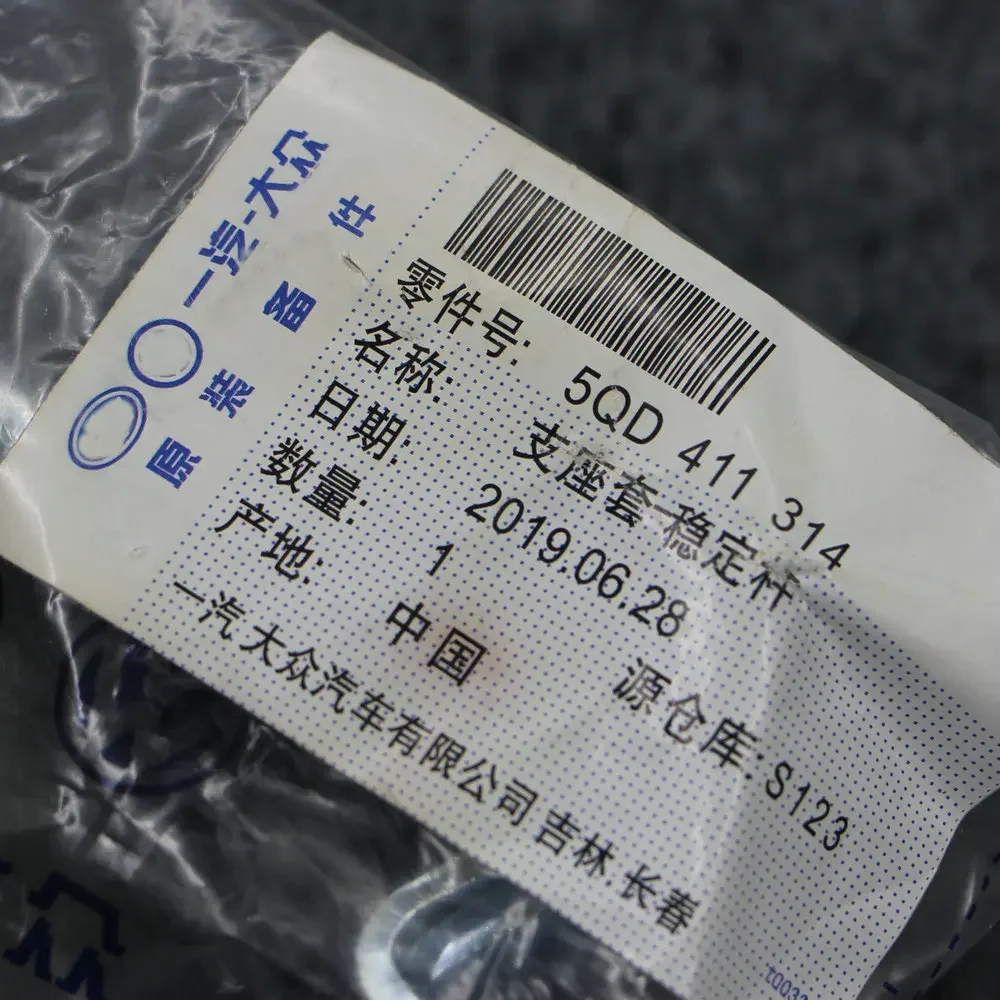 一汽-大众
原装备件
零件号: 5QD 411 314
名称: 支座套-稳定杆
日期: 2019.06.28
数量: 1
产地: 中国 源仓库: S123
一汽大众汽车有限公司 吉林.长春